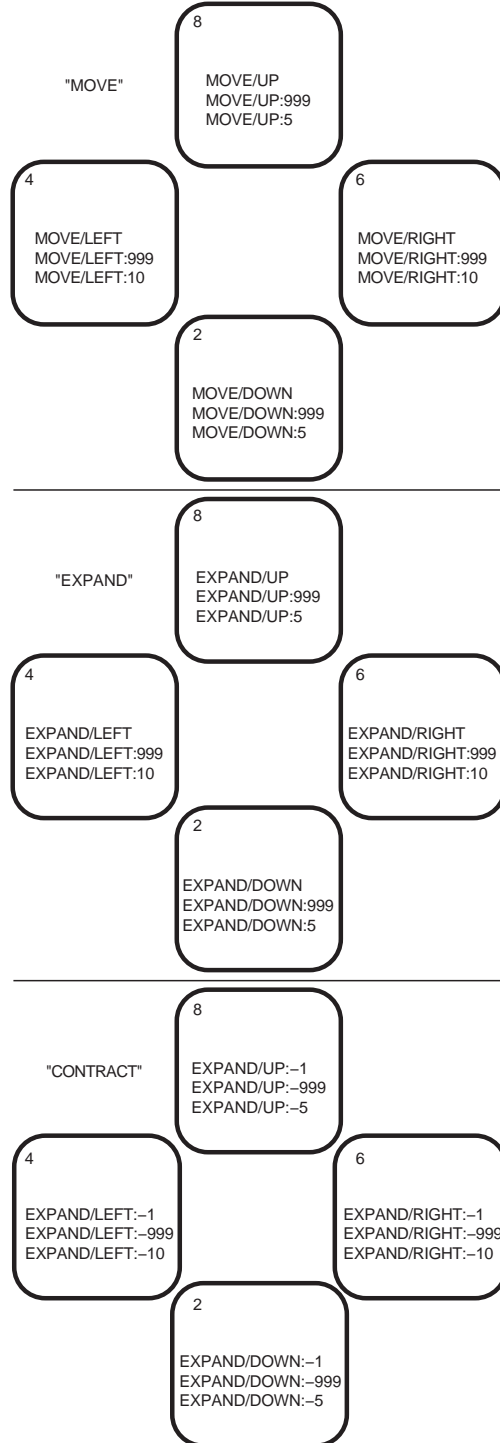 8
"MOVE"
MOVE/UP
MOVE/UP:999
MOVE/UP:5
4
MOVE/LEFT
MOVE/LEFT:999
MOVE/LEFT:10
6
MOVE/RIGHT
MOVE/RIGHT:999
MOVE/RIGHT:10
2
MOVE/DOWN
MOVE/DOWN:999
MOVE/DOWN:5
8
"EXPAND"
EXPAND/UP
EXPAND/UP:999
EXPAND/UP:5
4
EXPAND/LEFT
EXPAND/LEFT:999
EXPAND/LEFT:10
6
EXPAND/RIGHT
EXPAND/RIGHT:999
EXPAND/RIGHT:10
2
EXPAND/DOWN
EXPAND/DOWN:999
EXPAND/DOWN:5
8
"CONTRACT"
EXPAND/UP:–1
EXPAND/UP:–999
EXPAND/UP:–5
4
EXPAND/LEFT:–1
EXPAND/LEFT:–999
EXPAND/LEFT:–10
6
EXPAND/RIGHT:–1
EXPAND/RIGHT:–999
EXPAND/RIGHT:–10
2
EXPAND/DOWN:–1
EXPAND/DOWN:–999
EXPAND/DOWN:–5